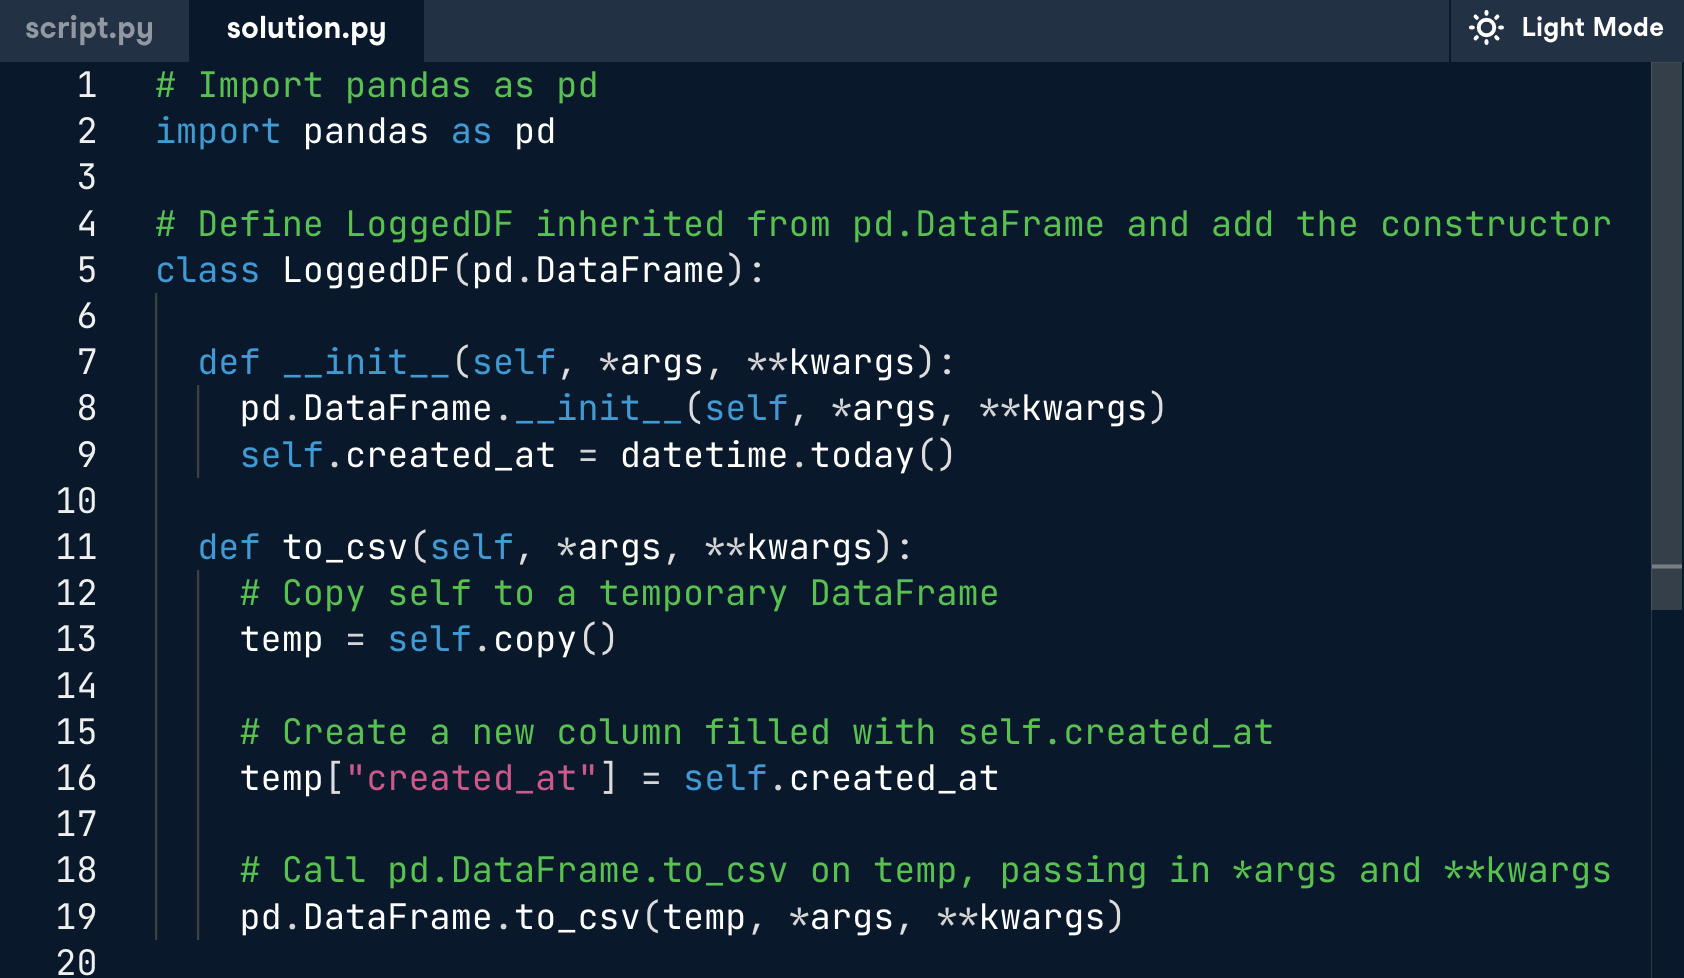 script.py solution.py Light Mode
1 # Import pandas as pd
2 import pandas as pd
3
4 # Define LoggedDF inherited from pd.DataFrame and add the constructor
5 class LoggedDF(pd.DataFrame):
6
7   def __init__(self, *args, **kwargs):
8     pd.DataFrame.__init__(self, *args, **kwargs)
9     self.created_at = datetime.today()
10
11   def to_csv(self, *args, **kwargs):
12     # Copy self to a temporary DataFrame
13     temp = self.copy()
14
15     # Create a new column filled with self.created_at
16     temp["created_at"] = self.created_at
17
18     # Call pd.DataFrame.to_csv on temp, passing in *args and **kwargs
19     pd.DataFrame.to_csv(temp, *args, **kwargs)
20